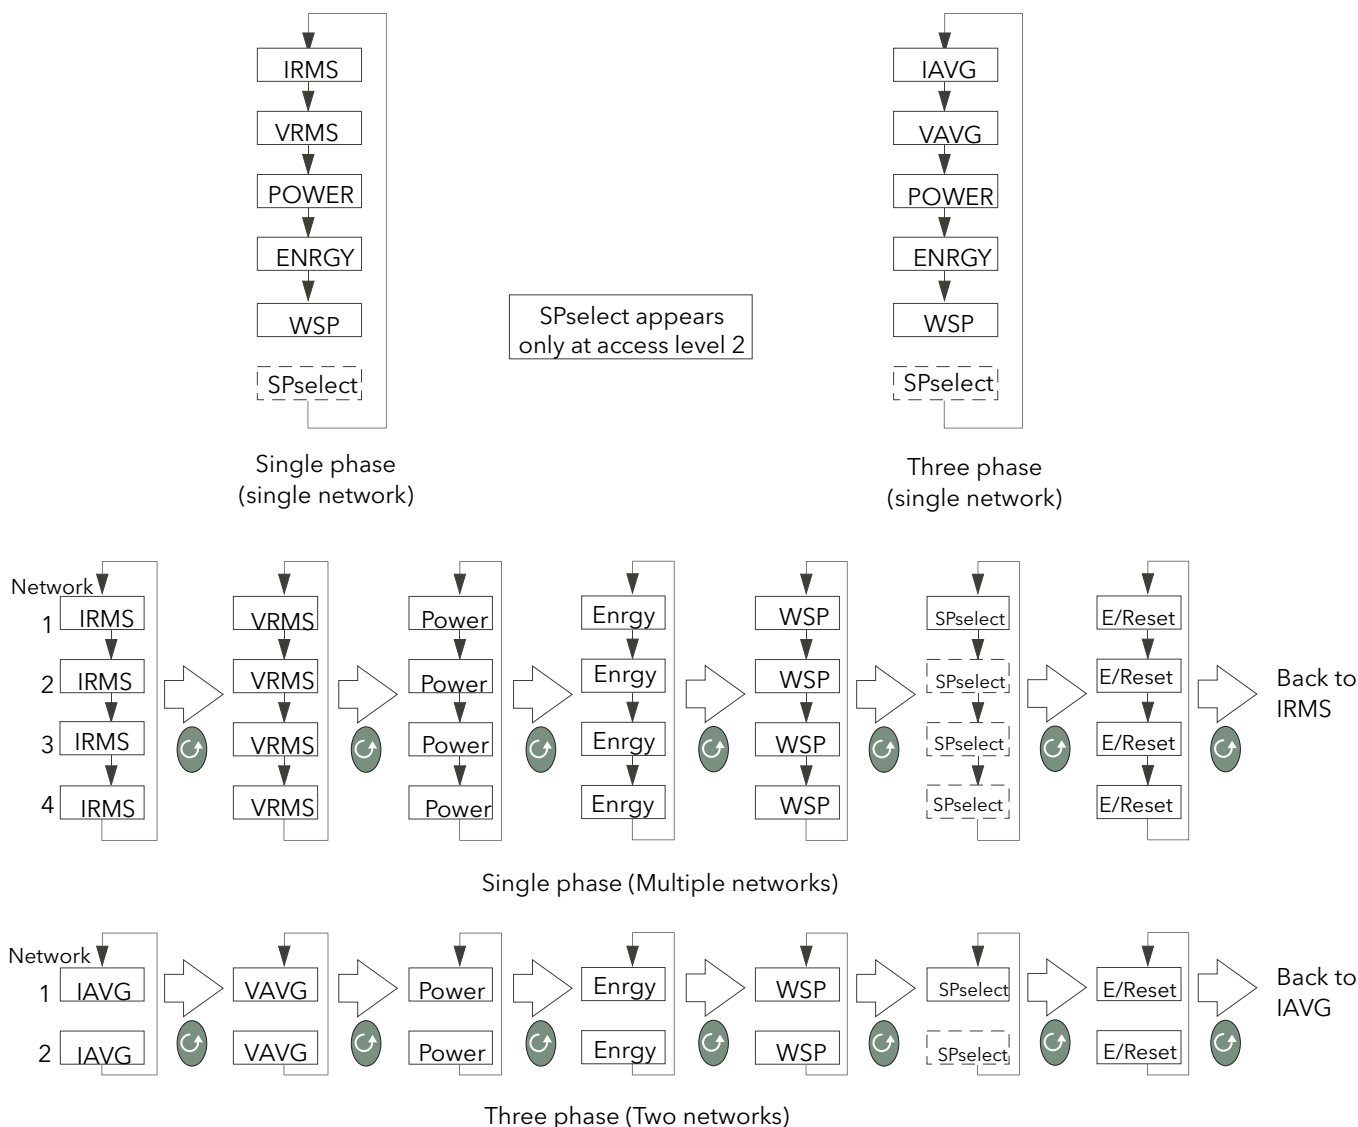 IRMS
VRMS
POWER
ENRGY
WSP
SPselect
Single phase
(single network)
SPselect appears
only at access level 2
IAVG
VAVG
POWER
ENRGY
WSP
SPselect
Three phase
(single network)
Network
1 IRMS VRMS Power Enrgy WSP SPselect E/Reset
2 IRMS VRMS Power Enrgy WSP SPselect E/Reset
Back to
IRMS
3 IRMS VRMS Power Enrgy WSP SPselect E/Reset
4 IRMS VRMS Power Enrgy WSP SPselect E/Reset
Single phase (Multiple networks)
Network
1 IAVG VAVG Power Enrgy WSP SPselect E/Reset
Back to
IAVG
2 IAVG VAVG Power Enrgy WSP SPselect E/Reset
Three phase (Two networks)